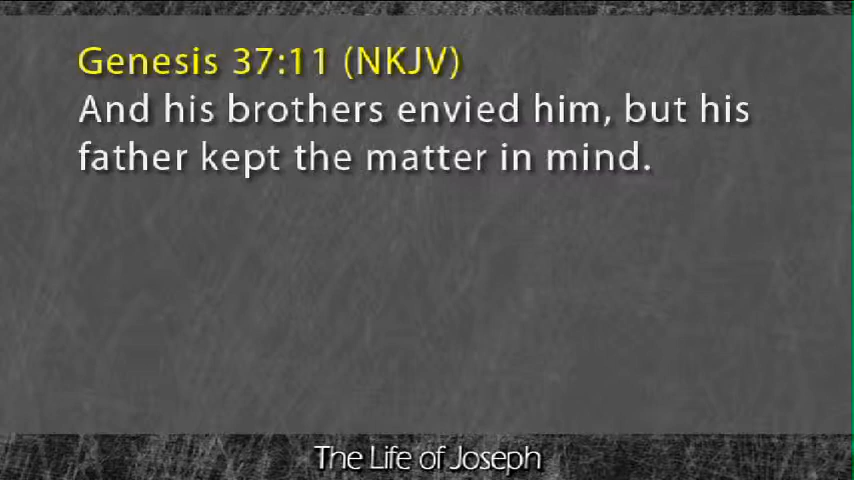 Genesis 37:11 (NKJV)
And his brothers envied him, but his
father kept the matter in mind.
The Life of Joseph